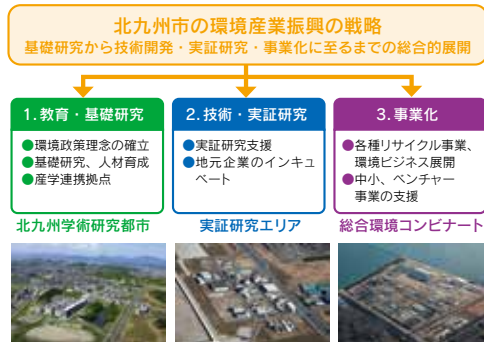 北九州市の環境産業振興の戦略
基礎研究から技術開発・実証研究・事業化に至るまでの総合的展開
1.教育・基礎研究
●環境政策理念の確立
●基礎研究、人材育成
●産学連携拠点
北九州学術研究都市
2.技術・実証研究
●実証研究支援
●地元企業のインキュ
ベート
実証研究エリア
3.事業化
●各種リサイクル事業、
環境ビジネス展開
●中小、ベンチャー
事業の支援
総合環境コンビナート